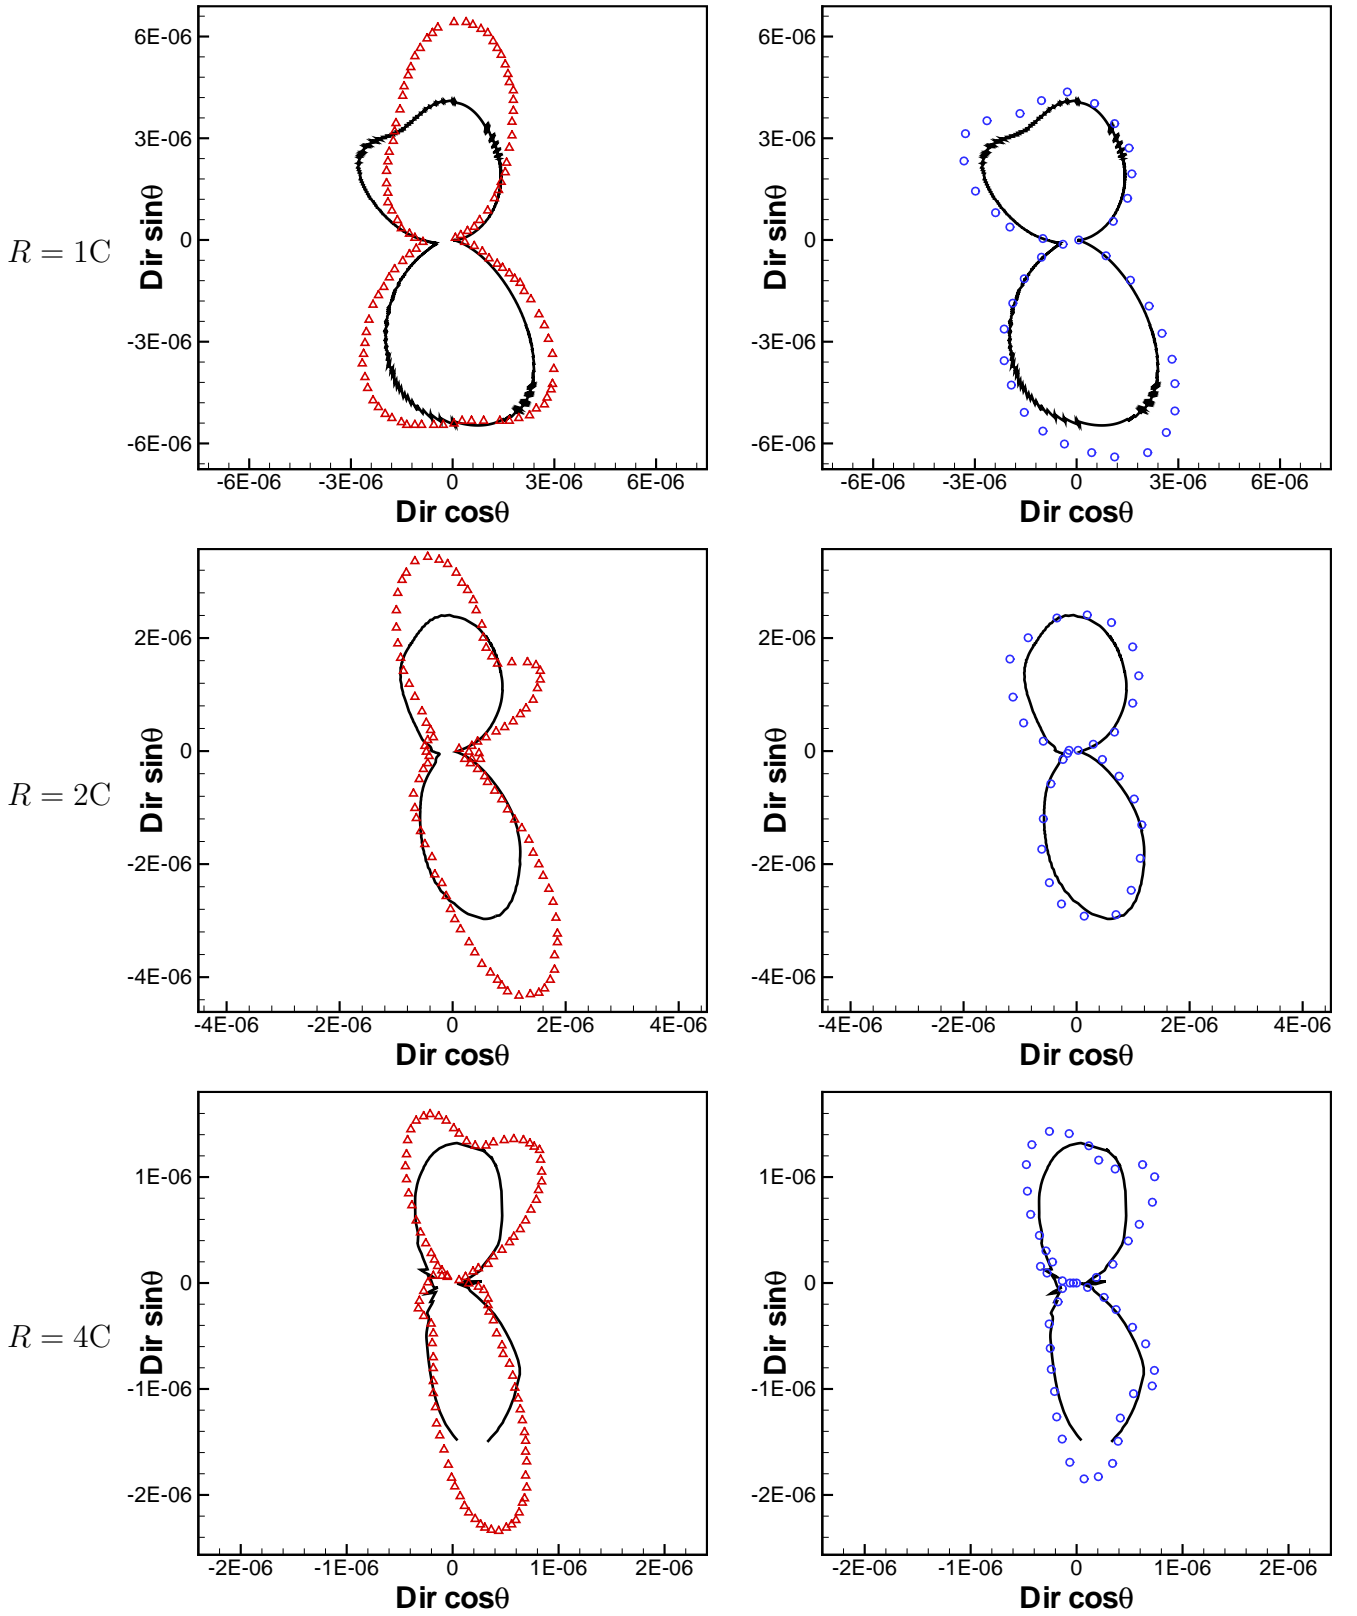 6E-06
3E-06
0
-3E-06
-6E-06
Dir sinθ
-6E-06 -3E-06 0 3E-06 6E-06
Dir cosθ
6E-06
3E-06
0
-3E-06
-6E-06
Dir sinθ
-6E-06 -3E-06 0 3E-06 6E-06
Dir cosθ
R = 1C
2E-06
0
-2E-06
-4E-06
Dir sinθ
-4E-06 -2E-06 0 2E-06 4E-06
Dir cosθ
2E-06
0
-2E-06
-4E-06
Dir sinθ
-4E-06 -2E-06 0 2E-06 4E-06
Dir cosθ
R = 2C
1E-06
0
-1E-06
-2E-06
Dir sinθ
-2E-06 -1E-06 0 1E-06 2E-06
Dir cosθ
1E-06
0
-1E-06
-2E-06
Dir sinθ
-2E-06 -1E-06 0 1E-06 2E-06
Dir cosθ
R = 4C